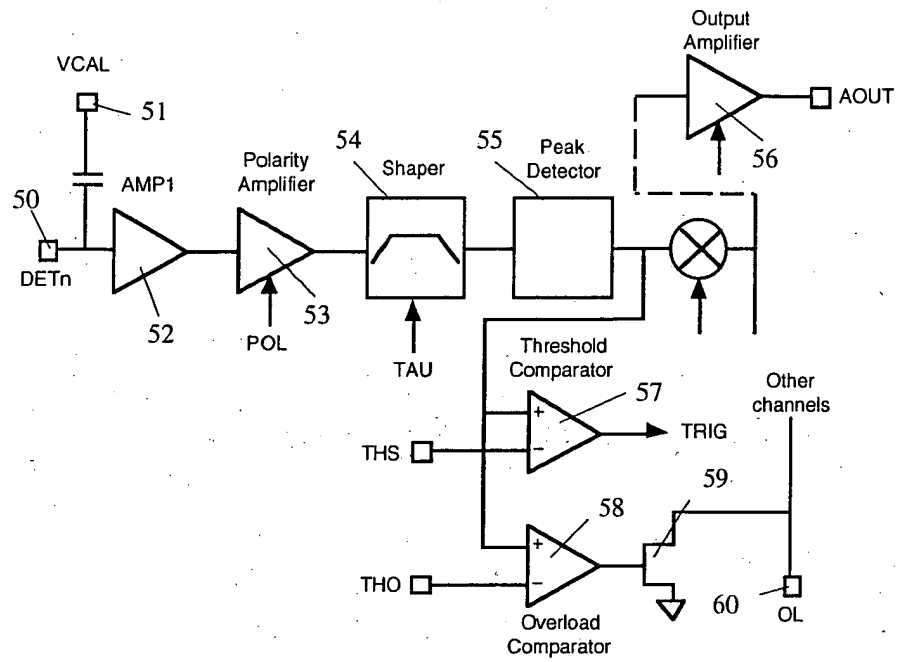 Output
Amplifier
VCAL
51
AOUT
56
54
55
Peak
Detector
Polarity
Amplifier
Shaper
50
AMP1
DETn
52
53
POL
TAU
Threshold
Comparator
57
Other
channels
+
−
THS
TRIG
59
58
+
−
THO
60
OL
Overload
Comparator